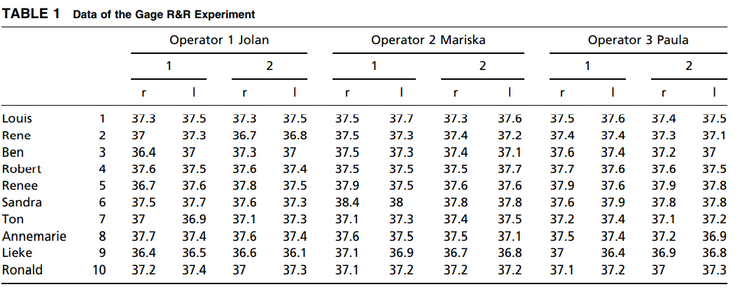 TABLE 1 Data of the Gage R&R Experiment
Operator 1 Jolan Operator 2 Mariska Operator 3 Paula
1 2 1 2 1 2
r l r l r l r l r l r l
Louis 1 37.3 37.5 37.3 37.5 37.5 37.7 37.3 37.6 37.5 37.6 37.4 37.5
Rene 2 37 37.3 36.7 36.8 37.5 37.3 37.4 37.2 37.4 37.4 37.3 37.1
Ben 3 36.4 37 37.3 37 37.5 37.3 37.4 37.1 37.6 37.4 37.2 37
Robert 4 37.6 37.5 37.6 37.4 37.5 37.5 37.5 37.7 37.7 37.6 37.6 37.5
Renee 5 36.7 37.6 37.8 37.5 37.9 37.5 37.6 37.6 37.9 37.6 37.9 37.8
Sandra 6 37.5 37.7 37.6 37.3 38.4 38 37.8 37.8 37.6 37.9 37.8 37.8
Ton 7 37 36.9 37.1 37.3 37.1 37.3 37.4 37.5 37.2 37.4 37.1 37.2
Annemarie 8 37.7 37.4 37.6 37.4 37.6 37.5 37.5 37.1 37.5 37.4 37.2 36.9
Lieke 9 36.4 36.5 36.6 36.1 37.1 36.9 36.7 36.8 37 36.4 36.9 36.8
Ronald 10 37.2 37.4 37 37.3 37.1 37.2 37.2 37.2 37.1 37.2 37 37.3